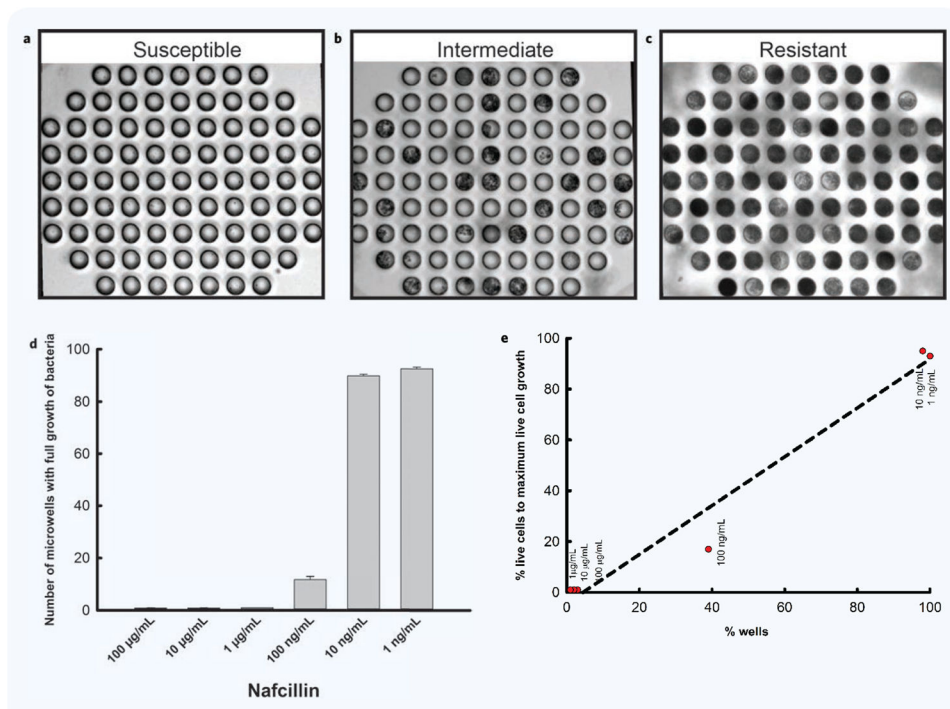 a
Susceptible
b
Intermediate
c
Resistant
d
Number of microwells with full growth of bacteria
100
80
60
40
20
0
100 µg/mL
10 µg/mL
1 µg/mL
100 ng/mL
10 ng/mL
1 ng/mL
Nafcillin
e
% live cells to maximum live cell growth
100
80
60
40
20
0
1µg/mL
10 µg/mL
100 µg/mL
100 ng/mL
10 ng/mL
1 ng/mL
0
20
40
60
80
100
% wells